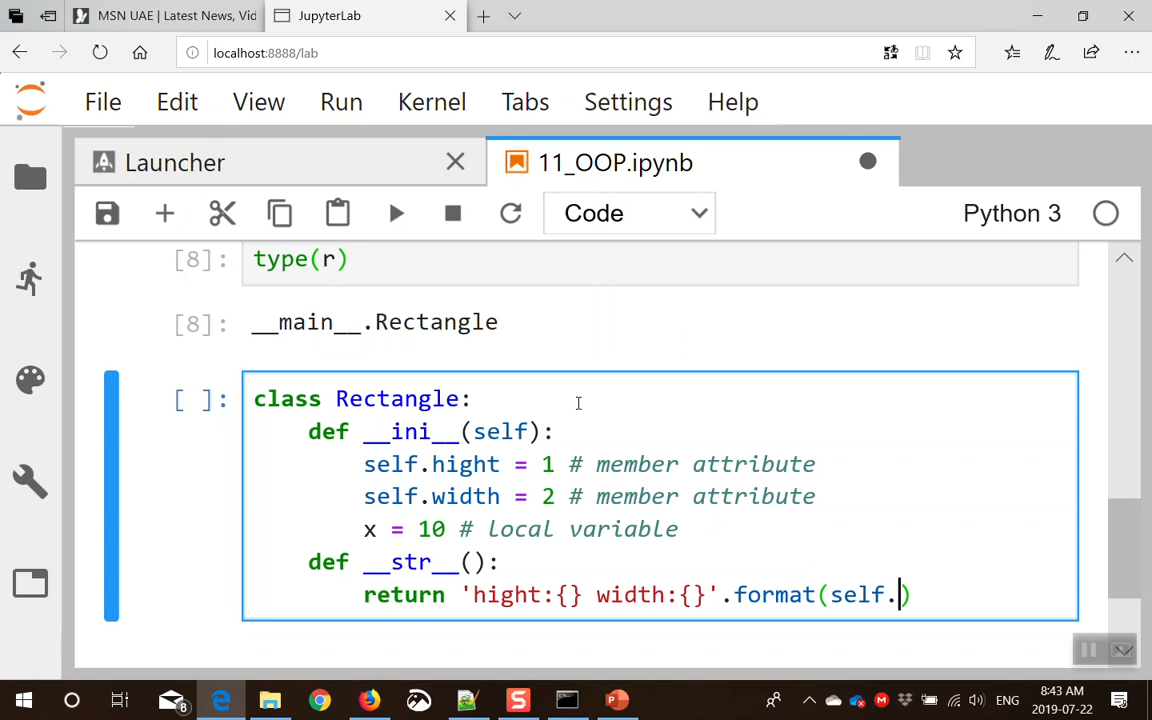 MSN UAE | Latest News, Vid
JupyterLab
localhost:8888/lab
File Edit View Run Kernel Tabs Settings Help
Launcher
11_OOP.ipynb
Code
Python 3
[8]: type(r)
[8]: __main__.Rectangle
[ ]: class Rectangle:
def __ini__(self):
self.hight = 1 # member attribute
self.width = 2 # member attribute
x = 10 # local variable
def __str__():
return 'hight:{} width:{}'.format(self.)
8
ENG
8:43 AM
2019-07-22